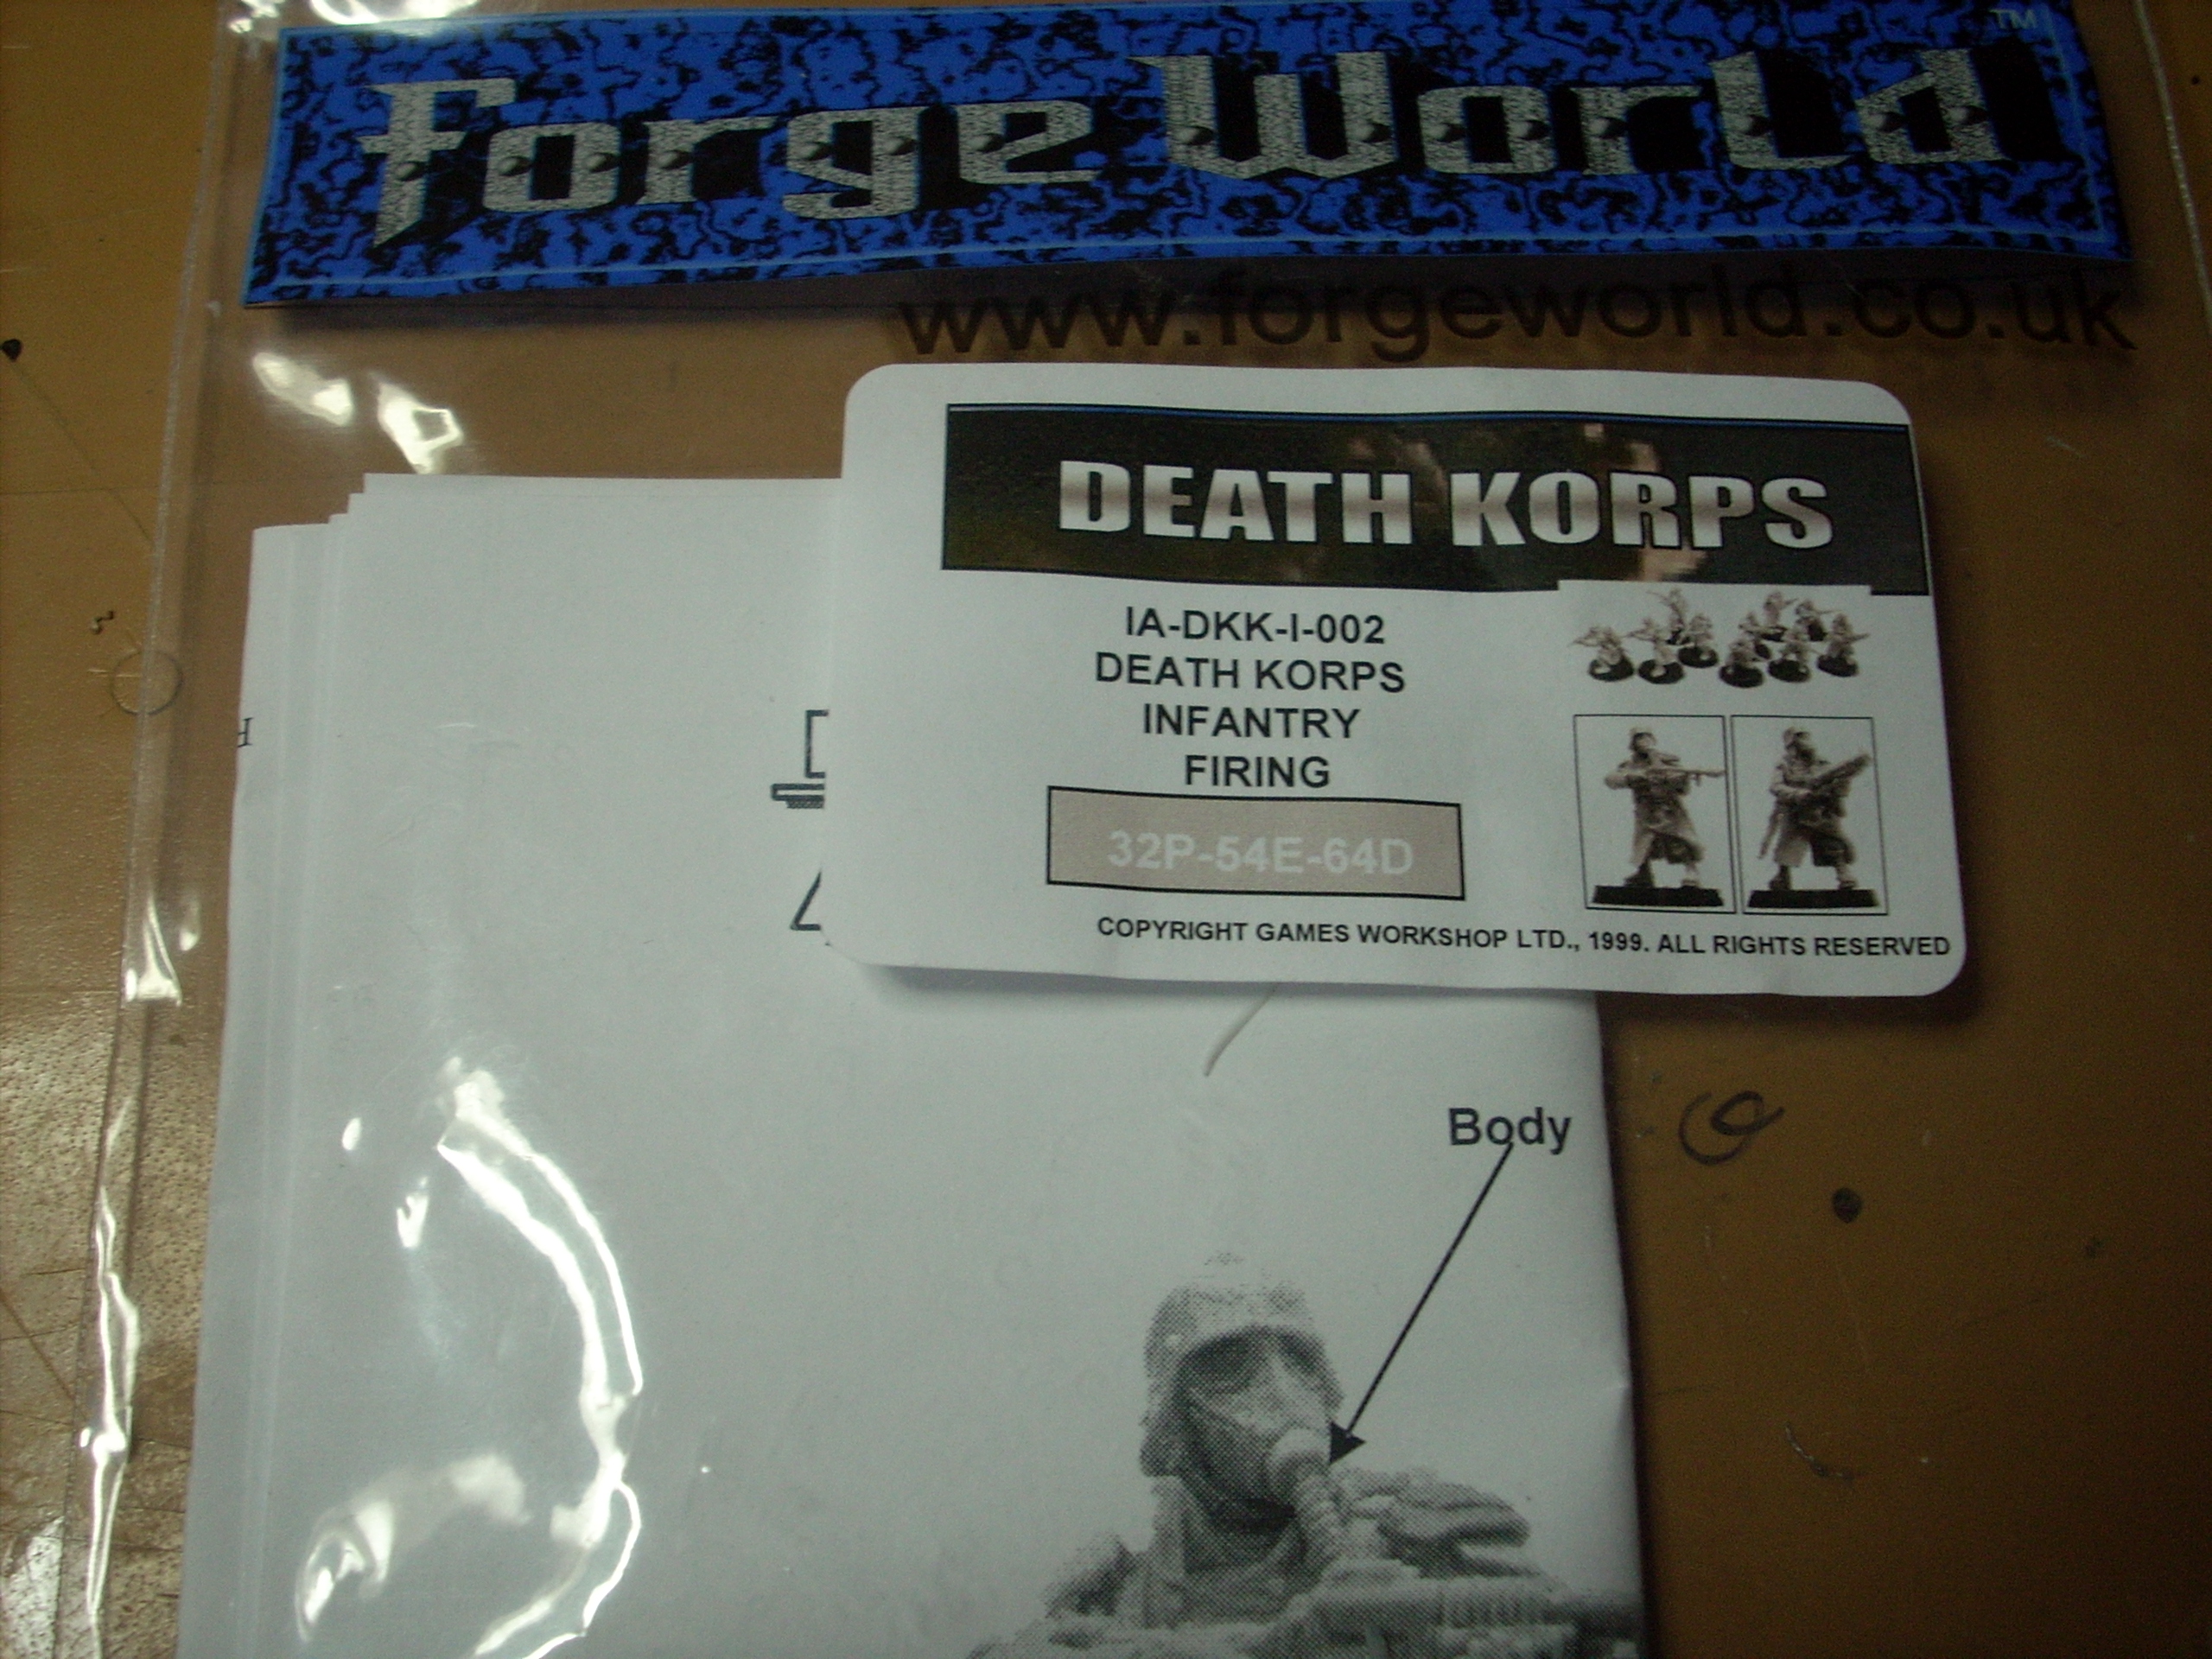 Forge World TM
www.forgeworld.co.uk
DEATH KORPS
IA-DKK-I-002
DEATH KORPS
INFANTRY
FIRING
32P-54E-64D
COPYRIGHT GAMES WORKSHOP LTD., 1999. ALL RIGHTS RESERVED
Body